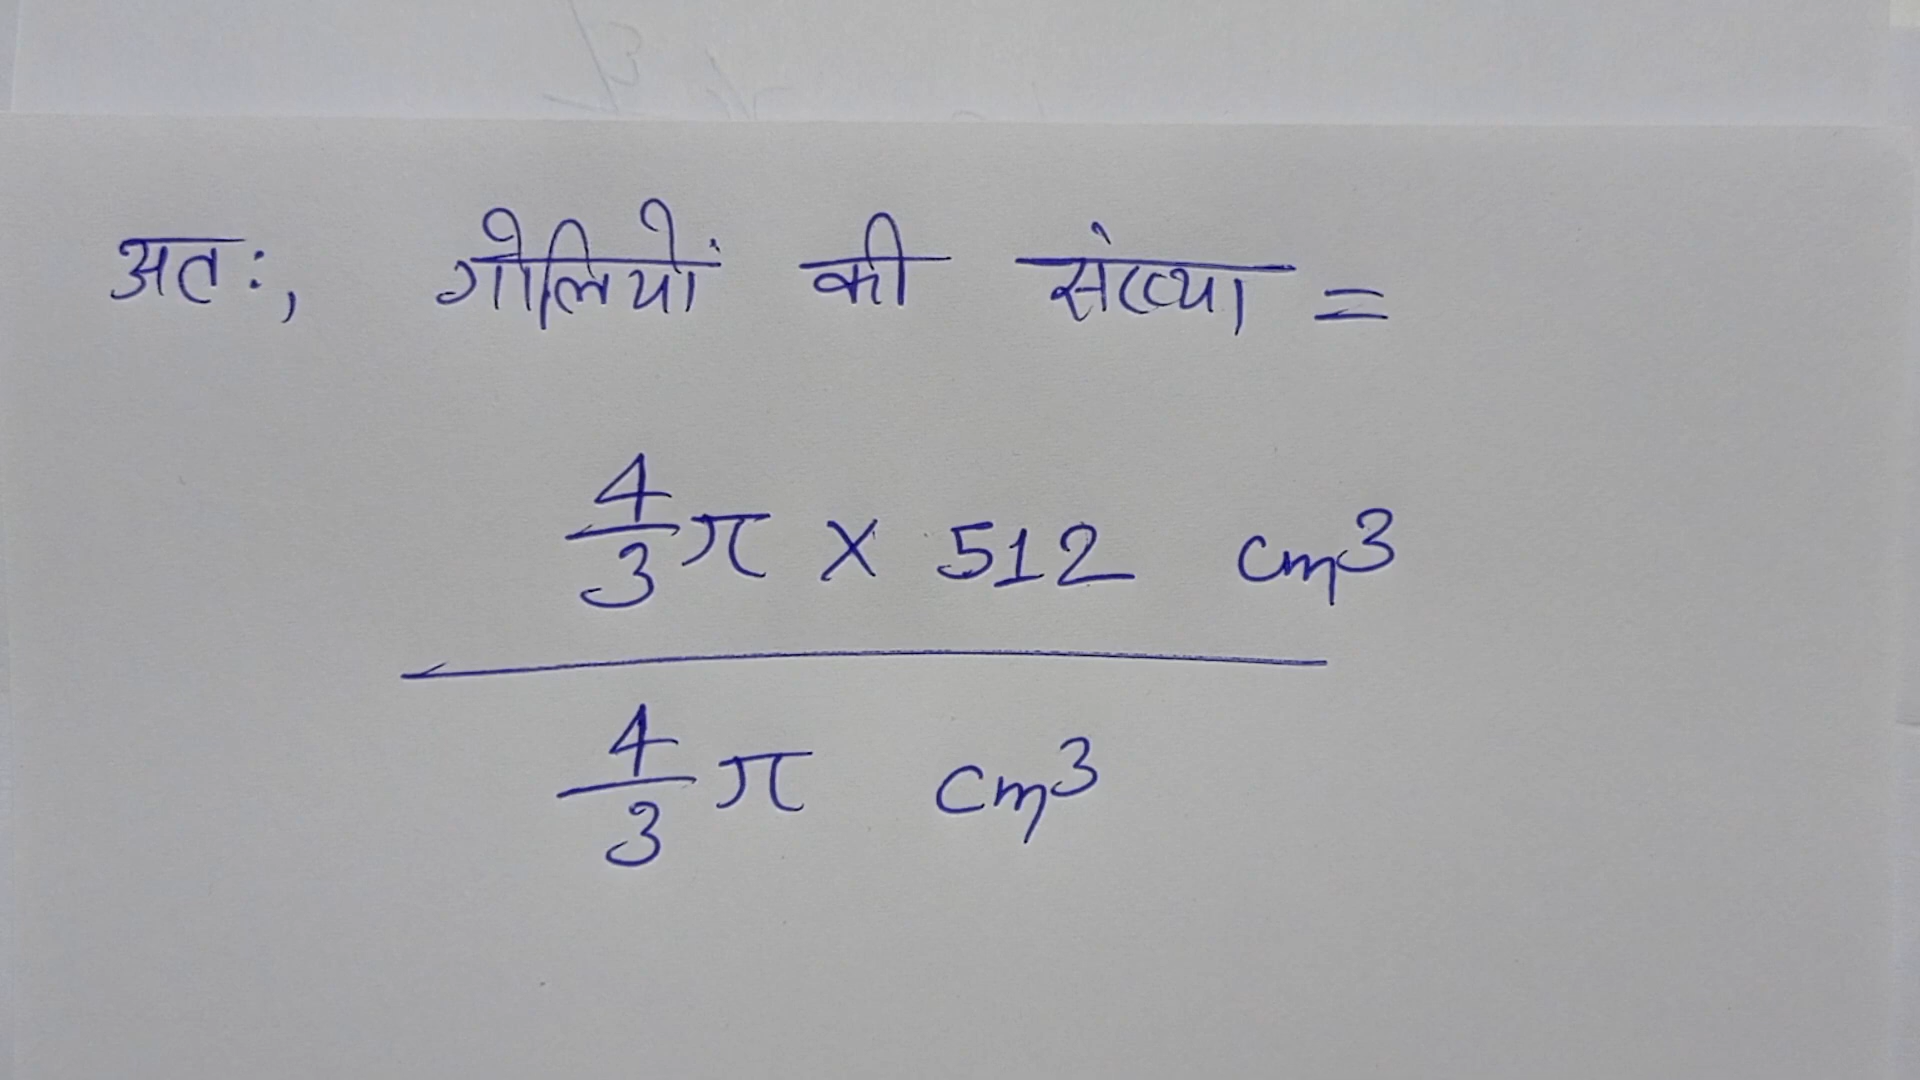 अतः, गोलियों की संख्या =
4/3 π × 512 cm³
4/3 π cm³